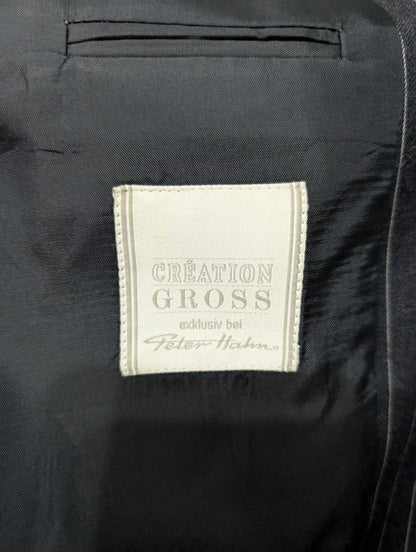 CRÉATION
GROSS
exklusiv bei
Peter Hahn